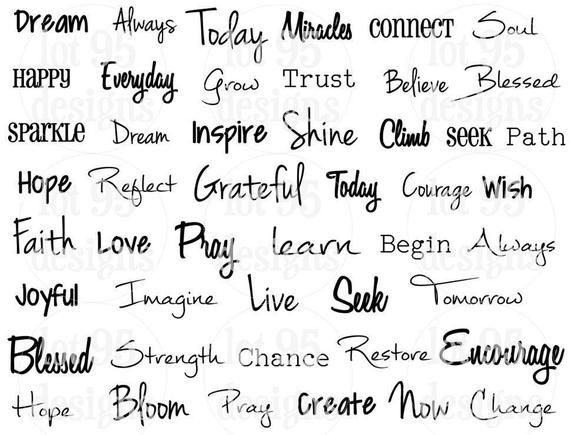 Dream Always Today Miracles connect Soul
Happy Everyday Grow Trust Believe Blessed
sparkle Dream Inspire Shine Climb seek Path
Hope Reflect Grateful Today Courage Wish
Faith Love Pray learn Begin Always
Joyful Imagine Live Seek Tomorrow
Blessed Strength Chance Restore Encourage
Hope Bloom Pray create Now Change
lot 95 designs